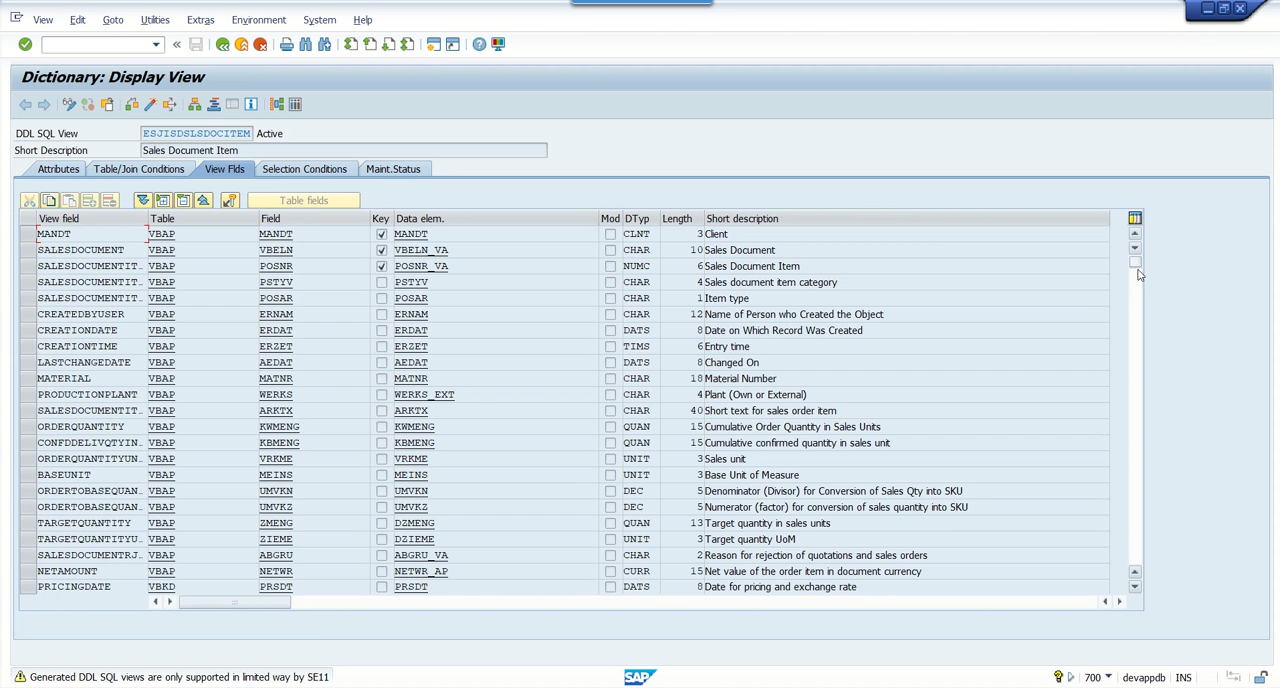 View Edit Goto Utilities Extras Environment System Help
Dictionary: Display View
DDL SQL View ESJISDSLSDOCITEM Active
Short Description Sales Document Item
Attributes Table/Join Conditions View Flds Selection Conditions Maint.Status
Table fields
View field Table Field Key Data elem. Mod DTyp Length Short description
MANDT VBAP MANDT MANDT CLNT 3 Client
SALESDOCUMENT VBAP VBELN VBELN_VA CHAR 10 Sales Document
SALESDOCUMENTIT.. VBAP POSNR POSNR_VA NUMC 6 Sales Document Item
SALESDOCUMENTIT.. VBAP PSTYV PSTYV CHAR 4 Sales document item category
SALESDOCUMENTIT.. VBAP POSAR POSAR CHAR 1 Item type
CREATEDBYUSER VBAP ERNAM ERNAM CHAR 12 Name of Person who Created the Object
CREATIONDATE VBAP ERDAT ERDAT DATS 8 Date on Which Record Was Created
CREATIONTIME VBAP ERZET ERZET TIMS 6 Entry time
LASTCHANGEDATE VBAP AEDAT AEDAT DATS 8 Changed On
MATERIAL VBAP MATNR MATNR CHAR 18 Material Number
PRODUCTIONPLANT VBAP WERKS WERKS_EXT CHAR 4 Plant (Own or External)
SALESDOCUMENTIT.. VBAP ARKTX ARKTX CHAR 40 Short text for sales order item
ORDERQUANTITY VBAP KWMENG KWMENG QUAN 15 Cumulative Order Quantity in Sales Units
CONFDDELIVQTYIN.. VBAP KBMENG KBMENG QUAN 15 Cumulative confirmed quantity in sales unit
ORDERQUANTITYUN.. VBAP VRKME VRKME UNIT 3 Sales unit
BASEUNIT VBAP MEINS MEINS UNIT 3 Base Unit of Measure
ORDERTOBASEQUAN.. VBAP UMVKN UMVKN DEC 5 Denominator (Divisor) for Conversion of Sales Qty into SKU
ORDERTOBASEQUAN.. VBAP UMVKZ UMVKZ DEC 5 Numerator (factor) for conversion of sales quantity into SKU
TARGETQUANTITY VBAP ZMENG DZMENG QUAN 13 Target quantity in sales units
TARGETQUANTITYU.. VBAP ZIEME DZIEME UNIT 3 Target quantity UoM
SALESDOCUMENTRJ.. VBAP ABGRU ABGRU_VA CHAR 2 Reason for rejection of quotations and sales orders
NETAMOUNT VBAP NETWR NETWR_AP CURR 15 Net value of the order item in document currency
PRICINGDATE VBKD PRSDT PRSDT DATS 8 Date for pricing and exchange rate
Generated DDL SQL views are only supported in limited way by SE11 SAP 700 devappdb INS